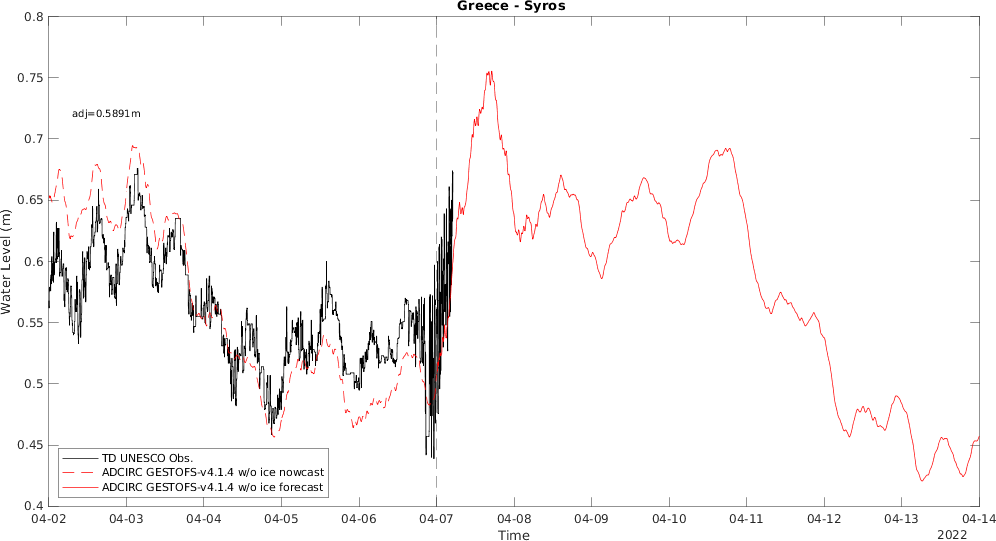 Greece - Syros
0.8
0.75
0.7
0.65
0.6
0.55
0.5
0.45
0.4
Water Level (m)
adj=0.5891m
TD UNESCO Obs.
ADCIRC GESTOFS-v4.1.4 w/o ice nowcast
ADCIRC GESTOFS-v4.1.4 w/o ice forecast
04-02 04-03 04-04 04-05 04-06 04-07 04-08 04-09 04-10 04-11 04-12 04-13 04-14
Time
2022